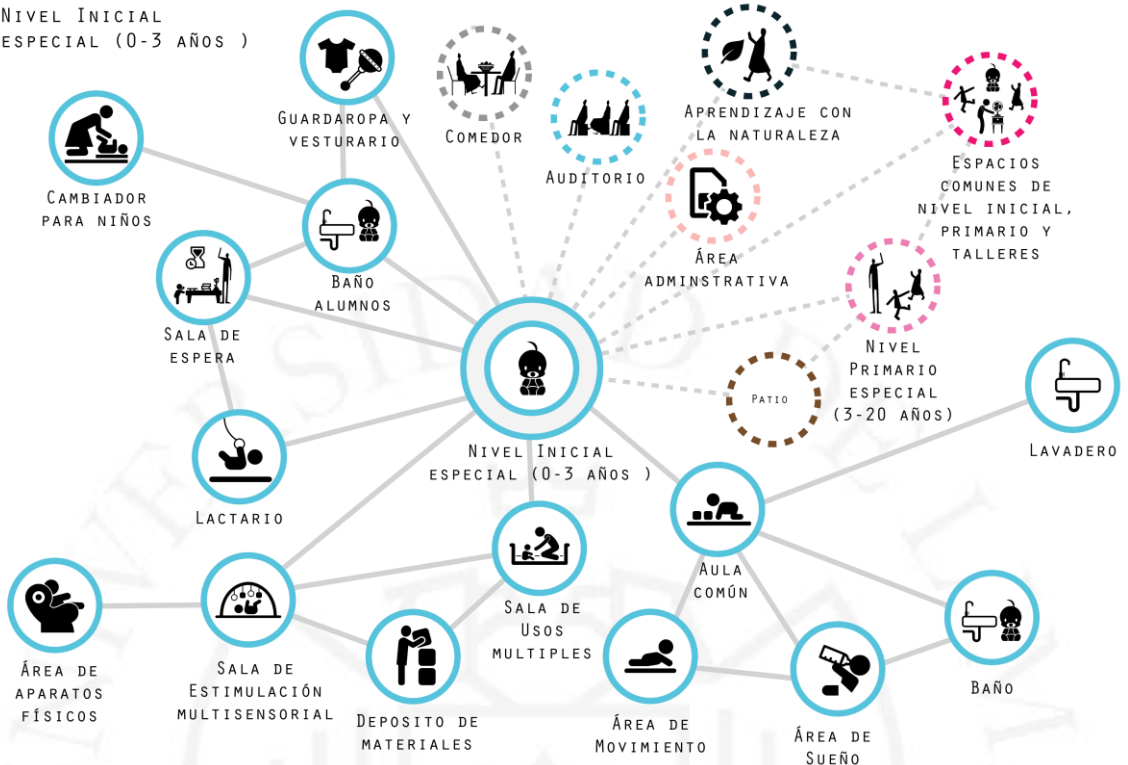 NIVEL INICIAL
ESPECIAL (0-3 AÑOS )
GUARDAROPA Y
VESTURARIO
COMEDOR
AUDITORIO
APRENDIZAJE CON
LA NATURALEZA
ESPACIOS
COMUNES DE
NIVEL INICIAL,
PRIMARIO Y
TALLERES
CAMBIADOR
PARA NIÑOS
BAÑO
ALUMNOS
ÁREA
ADMINSTRATIVA
SALA DE
ESPERA
NIVEL
PRIMARIO
ESPECIAL
(3-20 AÑOS)
PATIO
LAVADERO
NIVEL INICIAL
ESPECIAL (0-3 AÑOS )
LACTARIO
AULA
COMÚN
SALA DE
USOS
MULTIPLES
ÁREA DE
APARATOS
FÍSICOS
SALA DE
ESTIMULACIÓN
MULTISENSORIAL
DEPOSITO DE
MATERIALES
ÁREA DE
MOVIMIENTO
ÁREA DE
SUEÑO
BAÑO